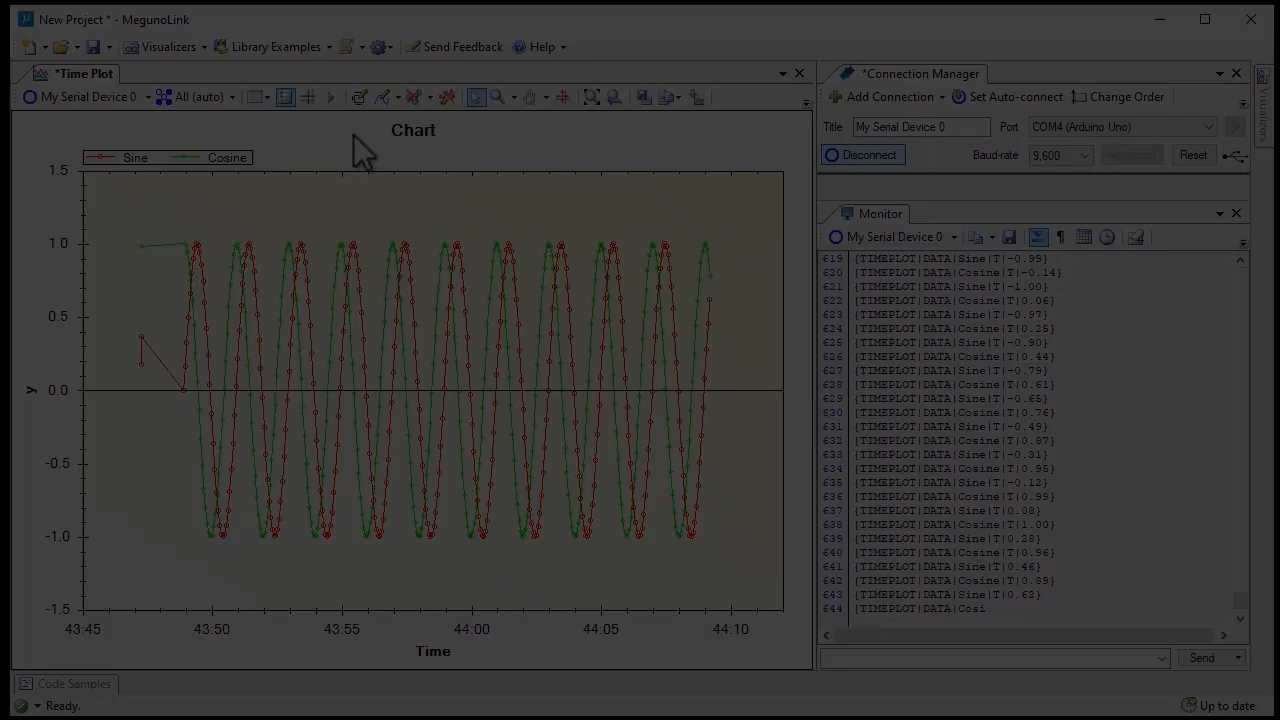 New Project * - MegunoLink
Visualizers Library Examples Send Feedback Help
*Time Plot
My Serial Device 0 All (auto)
Chart
Sine Cosine
1.5
1.0
0.5
0.0
-0.5
-1.0
-1.5
y
43:45 43:50 43:55 44:00 44:05 44:10
Time
*Connection Manager
Add Connection Set Auto-connect Change Order
Title My Serial Device 0 Port COM4 (Arduino Uno)
Disconnect Baud-rate 9,600 Advanced Reset
Monitor
My Serial Device 0
619 {TIMEPLOT|DATA|Sine|T|-0.99}
620 {TIMEPLOT|DATA|Cosine|T|-0.14}
621 {TIMEPLOT|DATA|Sine|T|-1.00}
622 {TIMEPLOT|DATA|Cosine|T|0.06}
623 {TIMEPLOT|DATA|Sine|T|-0.97}
624 {TIMEPLOT|DATA|Cosine|T|0.25}
625 {TIMEPLOT|DATA|Sine|T|-0.90}
626 {TIMEPLOT|DATA|Cosine|T|0.44}
627 {TIMEPLOT|DATA|Sine|T|-0.79}
628 {TIMEPLOT|DATA|Cosine|T|0.61}
629 {TIMEPLOT|DATA|Sine|T|-0.65}
630 {TIMEPLOT|DATA|Cosine|T|0.76}
631 {TIMEPLOT|DATA|Sine|T|-0.49}
632 {TIMEPLOT|DATA|Cosine|T|0.87}
633 {TIMEPLOT|DATA|Sine|T|-0.31}
634 {TIMEPLOT|DATA|Cosine|T|0.95}
635 {TIMEPLOT|DATA|Sine|T|-0.12}
636 {TIMEPLOT|DATA|Cosine|T|0.99}
637 {TIMEPLOT|DATA|Sine|T|0.08}
638 {TIMEPLOT|DATA|Cosine|T|1.00}
639 {TIMEPLOT|DATA|Sine|T|0.28}
640 {TIMEPLOT|DATA|Cosine|T|0.96}
641 {TIMEPLOT|DATA|Sine|T|0.46}
642 {TIMEPLOT|DATA|Cosine|T|0.89}
643 {TIMEPLOT|DATA|Sine|T|0.62}
644 {TIMEPLOT|DATA|Cosi
Send
Visualizers
Code Samples
Ready. Up to date